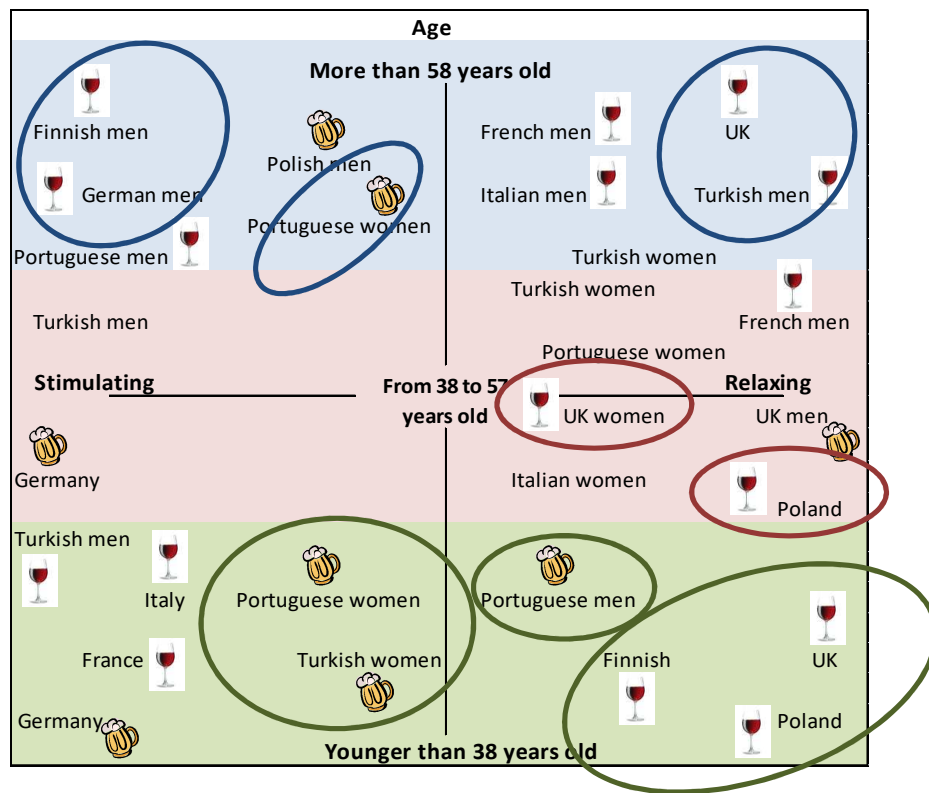 Age
More than 58 years old
Finnish men
French men
UK
Polish men
German men
Italian men
Turkish men
Portuguese women
Portuguese men
Turkish women
Turkish women
Turkish men
French men
Portuguese women
Stimulating
From 38 to 57
years old
Relaxing
UK women
UK men
Germany
Italian women
Poland
Turkish men
Italy
Portuguese women
Portuguese men
France
Turkish women
Finnish
UK
Germany
Poland
Younger than 38 years old